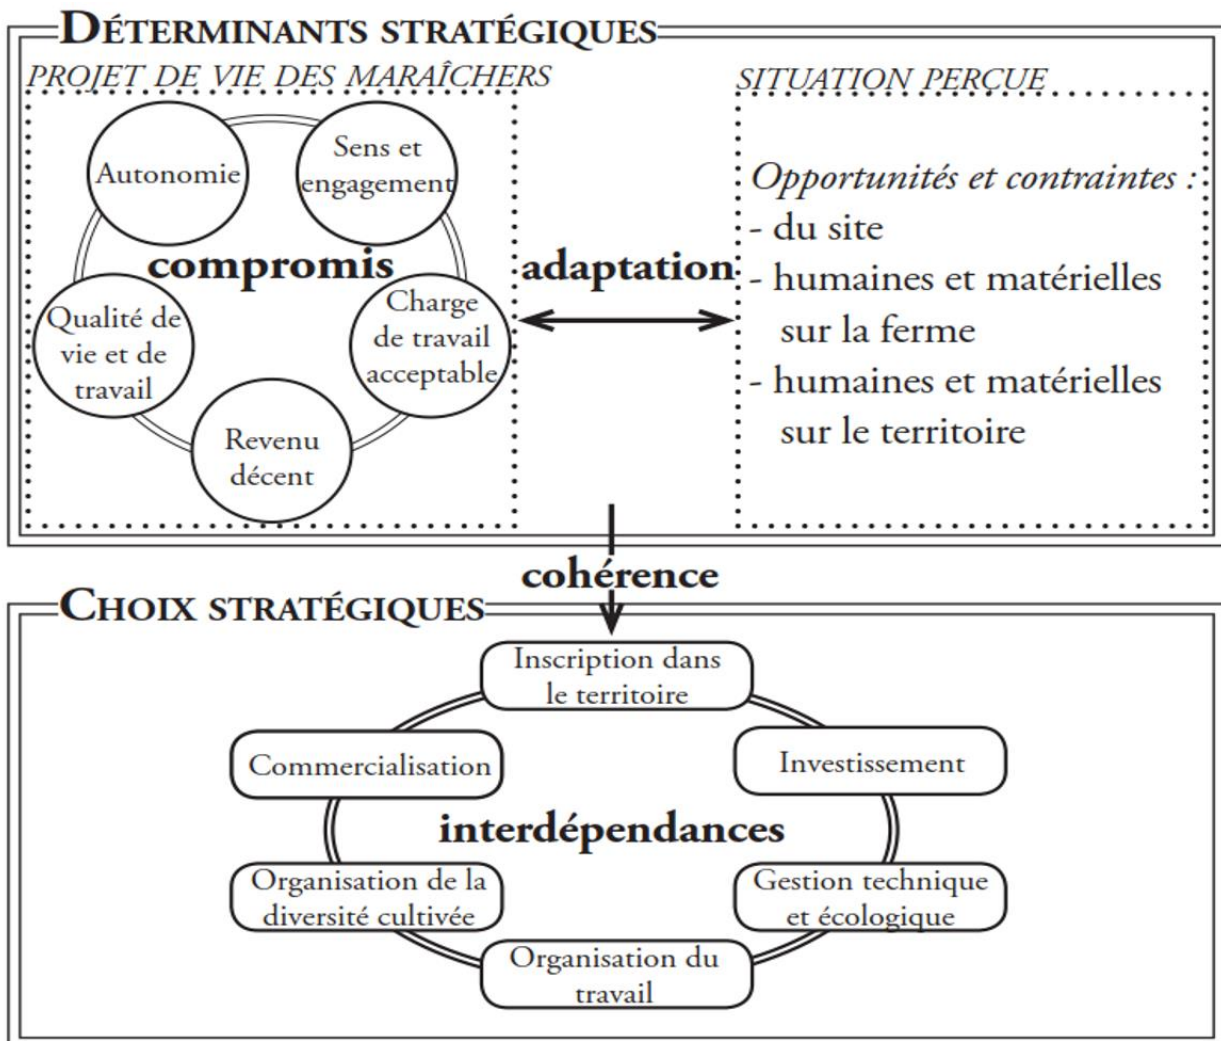 DÉTERMINANTS STRATÉGIQUES
PROJET DE VIE DES MARAÎCHERS
Autonomie
Sens et
engagement
compromis
Qualité de
vie et de
travail
Charge
de travail
acceptable
Revenu
décent
adaptation
SITUATION PERÇUE
Opportunités et contraintes :
- du site
- humaines et matérielles
sur la ferme
- humaines et matérielles
sur le territoire
cohérence
CHOIX STRATÉGIQUES
Inscription dans
le territoire
Commercialisation
Investissement
interdépendances
Organisation de la
diversité cultivée
Gestion technique
et écologique
Organisation du
travail